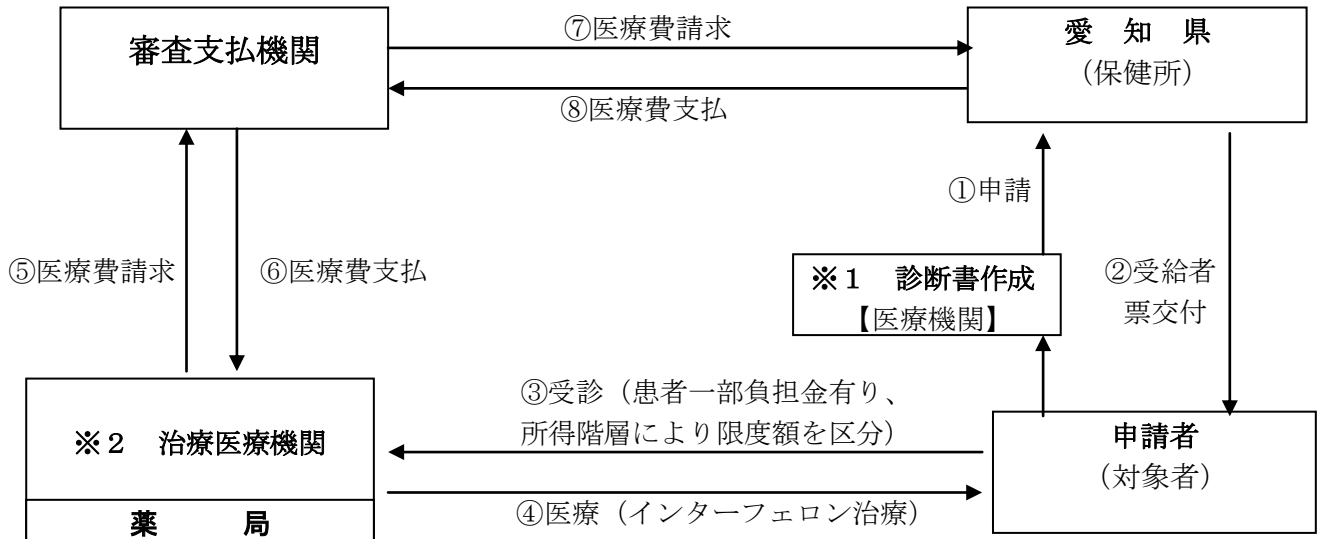 ⑦医療費請求
審査支払機関
愛　知　県
（保健所）
⑧医療費支払
①申請
⑤医療費請求
⑥医療費支払
※１　診断書作成
【医療機関】
②受給者
票交付
③受診（患者一部負担金有り、
所得階層により限度額を区分）
※２　治療医療機関
申請者
（対象者）
④医療（インターフェロン治療）
薬　　　局